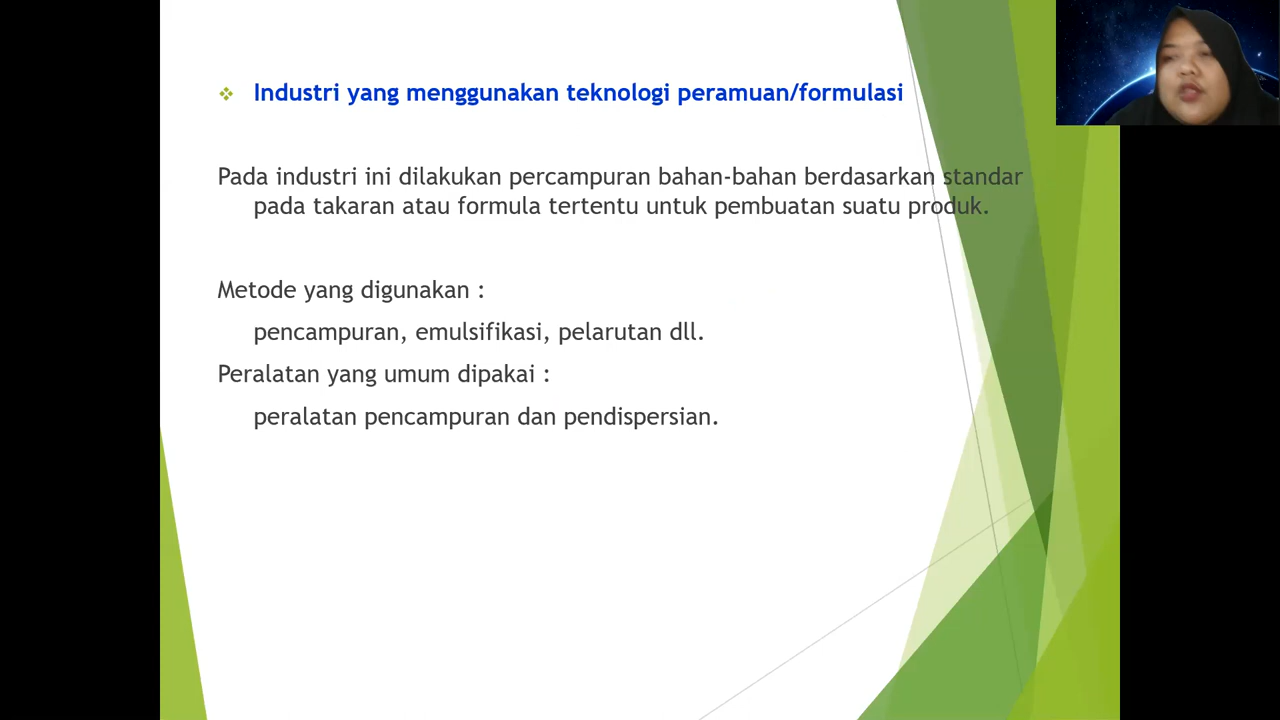 Industri yang menggunakan teknologi peramuan/formulasi
Pada industri ini dilakukan percampuran bahan-bahan berdasarkan standar
pada takaran atau formula tertentu untuk pembuatan suatu produk.
Metode yang digunakan :
pencampuran, emulsifikasi, pelarutan dll.
Peralatan yang umum dipakai :
peralatan pencampuran dan pendispersian.